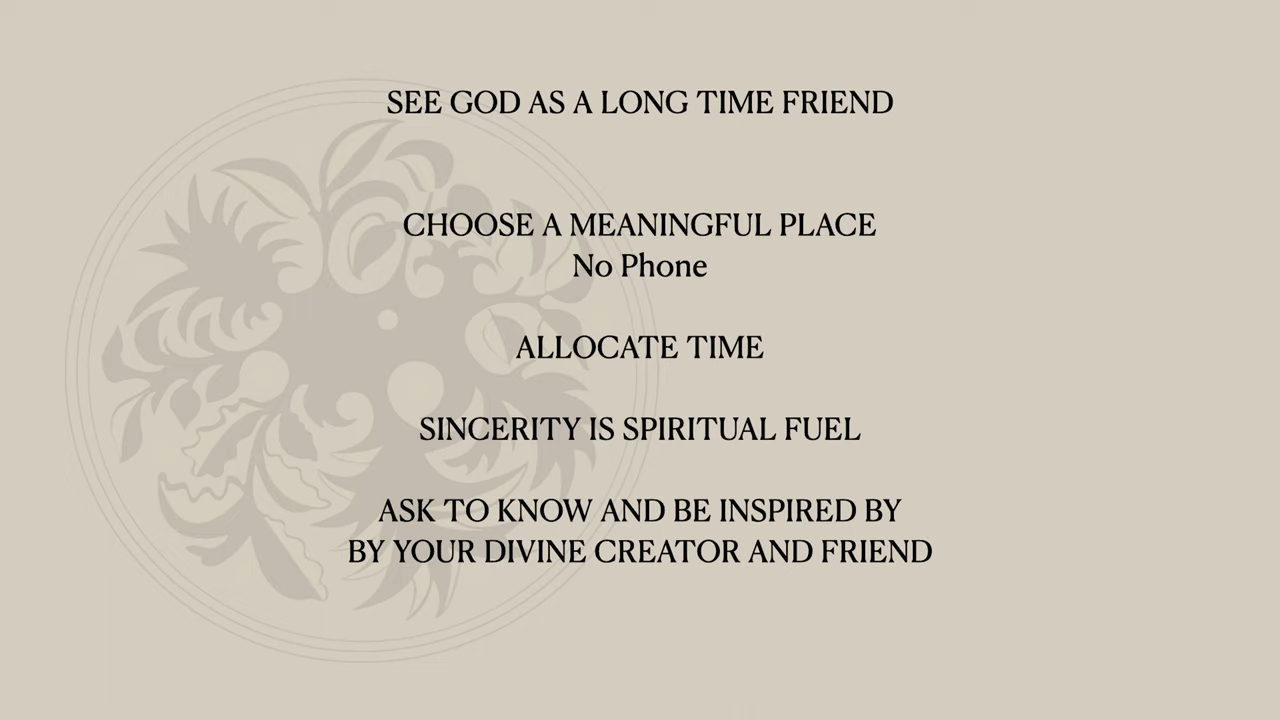 SEE GOD AS A LONG TIME FRIEND
CHOOSE A MEANINGFUL PLACE
No Phone
ALLOCATE TIME
SINCERITY IS SPIRITUAL FUEL
ASK TO KNOW AND BE INSPIRED BY
BY YOUR DIVINE CREATOR AND FRIEND